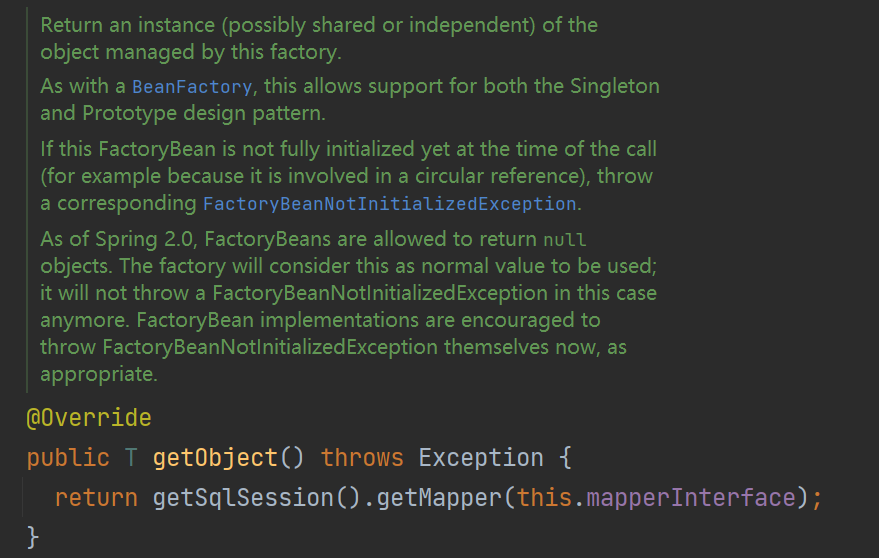 Return an instance (possibly shared or independent) of the
object managed by this factory.
As with a BeanFactory, this allows support for both the Singleton
and Prototype design pattern.
If this FactoryBean is not fully initialized yet at the time of the call
(for example because it is involved in a circular reference), throw
a corresponding FactoryBeanNotInitializedException.
As of Spring 2.0, FactoryBeans are allowed to return null
objects. The factory will consider this as normal value to be used;
it will not throw a FactoryBeanNotInitializedException in this case
anymore. FactoryBean implementations are encouraged to
throw FactoryBeanNotInitializedException themselves now, as
appropriate.
@Override
public T getObject() throws Exception {
  return getSqlSession().getMapper(this.mapperInterface);
}